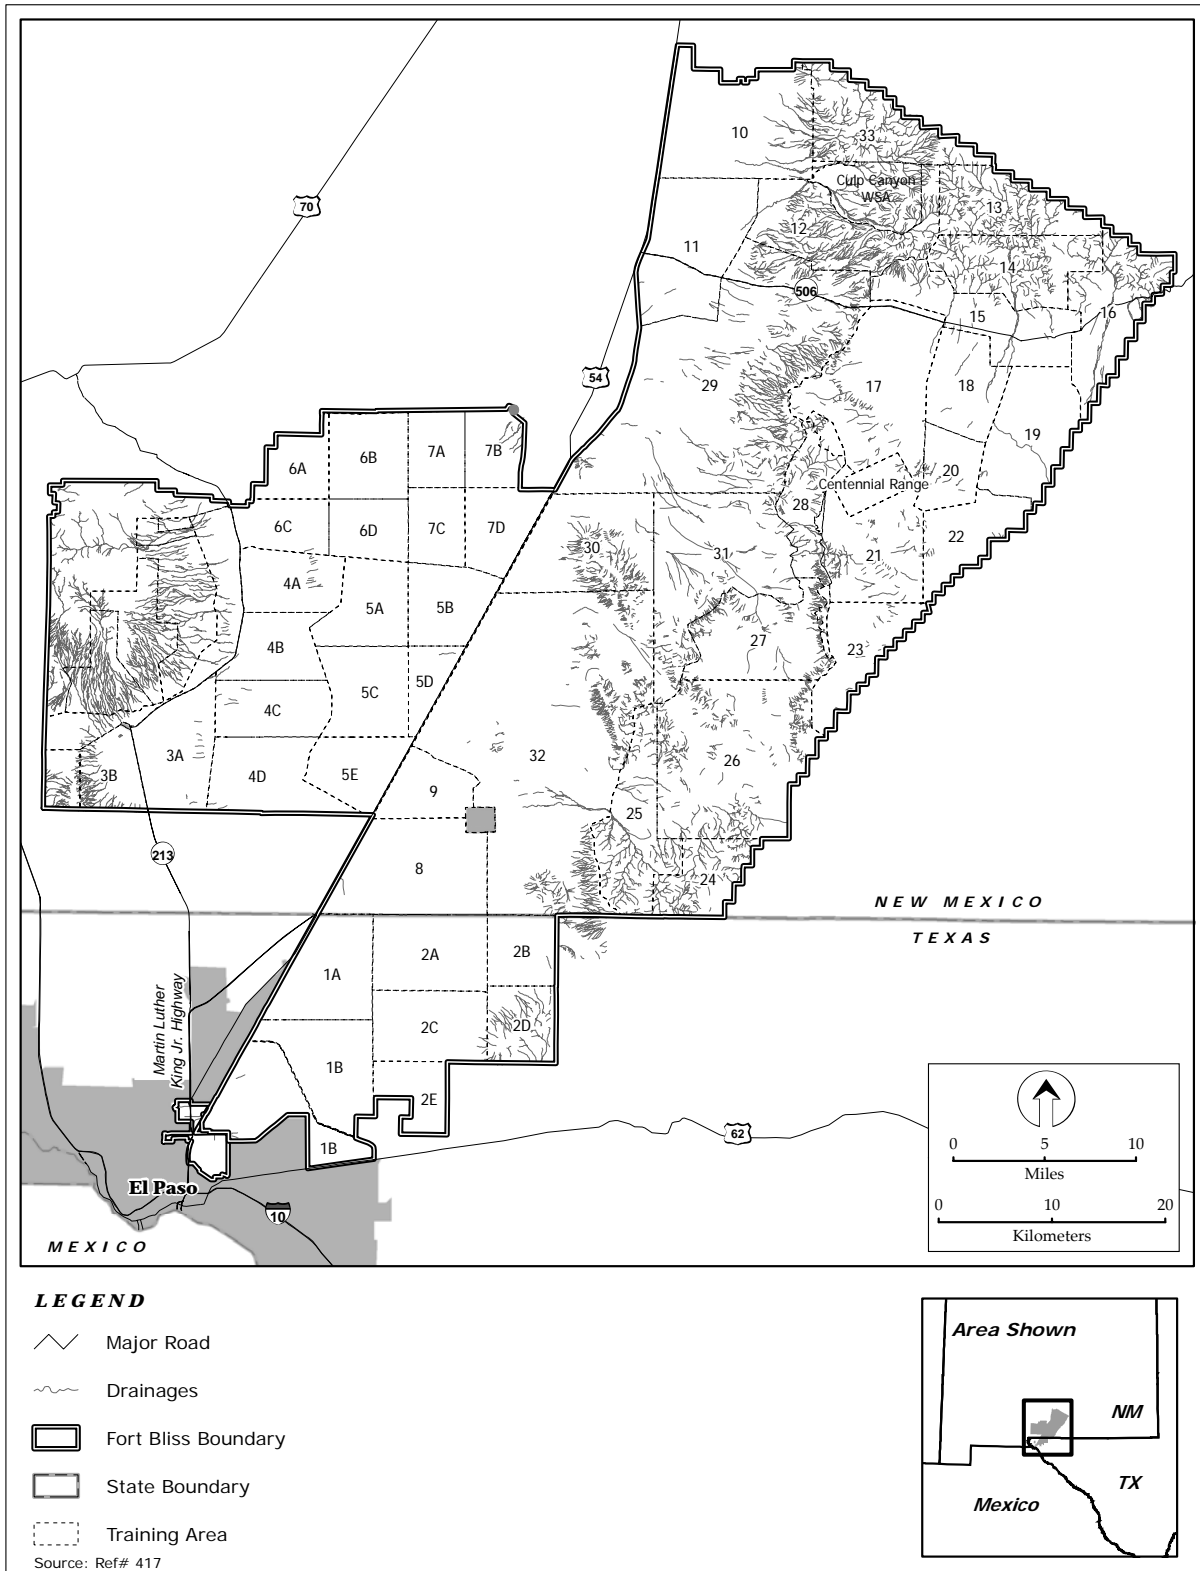 10
33
Culp Canyon
WSA
13
70
12
11
14
506
15
16
54
29
17
18
19
7A
7B
6B
6A
20
Centennial Range
28
6C
6D
7C
7D
22
30
31
21
4A
5A
5B
27
4B
23
5C
5D
4C
32
3A
26
3B
4D
5E
9
25
213
8
24
NEW MEXICO
TEXAS
2A
2B
1A
2C
2D
Martin Luther
King Jr. Highway
1B
2E
62
1B
El Paso
10
MEXICO
0 5 10
Miles
0 10 20
Kilometers
LEGEND
Major Road
Drainages
Fort Bliss Boundary
State Boundary
Training Area
Source: Ref# 417
Area Shown
NM
TX
Mexico